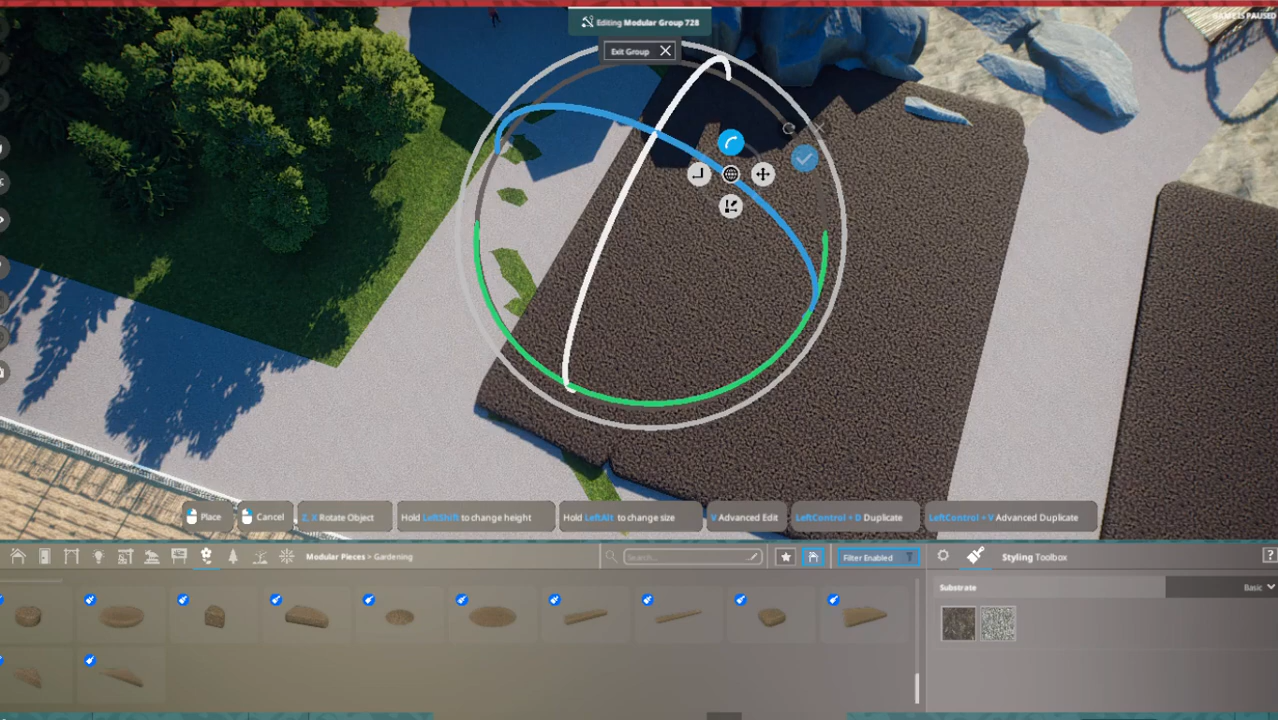 Editing Modular Group 728
GAME IS PAUSED
Exit Group
Place
Cancel
Z, X Rotate Object
Hold LeftShift to change height
Hold LeftAlt to change size
V Advanced Edit
LeftControl + D Duplicate
LeftControl + V Advanced Duplicate
Modular Pieces > Gardening
Search...
Filter Enabled
Styling Toolbox
?
Substrate
Basic